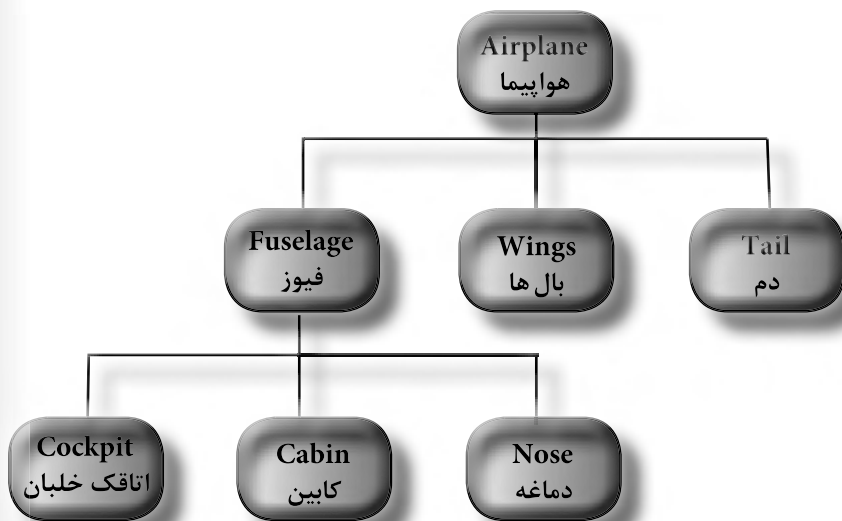 Airplane
هواپیما
Fuselage
فیوز
Wings
بال ها
Tail
دم
Cockpit
اتاقک خلبان
Cabin
کابین
Nose
دماغه